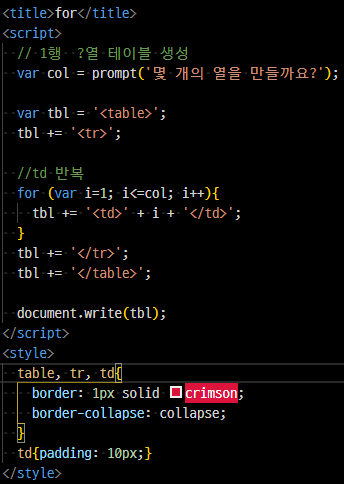 <title>for</title>
<script>
// 1행 ?열 테이블 생성
var col = prompt('몇 개의 열을 만들까요?');
var tbl = '<table>';
tbl += '<tr>';
//td 반복
for (var i=1; i<=col; i++){
tbl += '<td>' + i + '</td>';
}
tbl += '</tr>';
tbl += '</table>';
document.write(tbl);
</script>
<style>
table, tr, td{
border: 1px solid crimson;
border-collapse: collapse;
}
td{padding: 10px;}
</style>